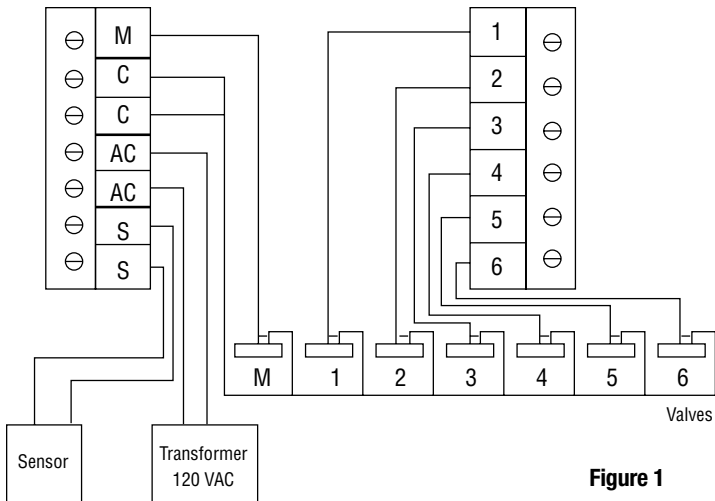 M
C
C
AC
AC
S
S
1
2
3
4
5
6
M 1 2 3 4 5 6
Valves
Sensor
Transformer
120 VAC
Figure 1